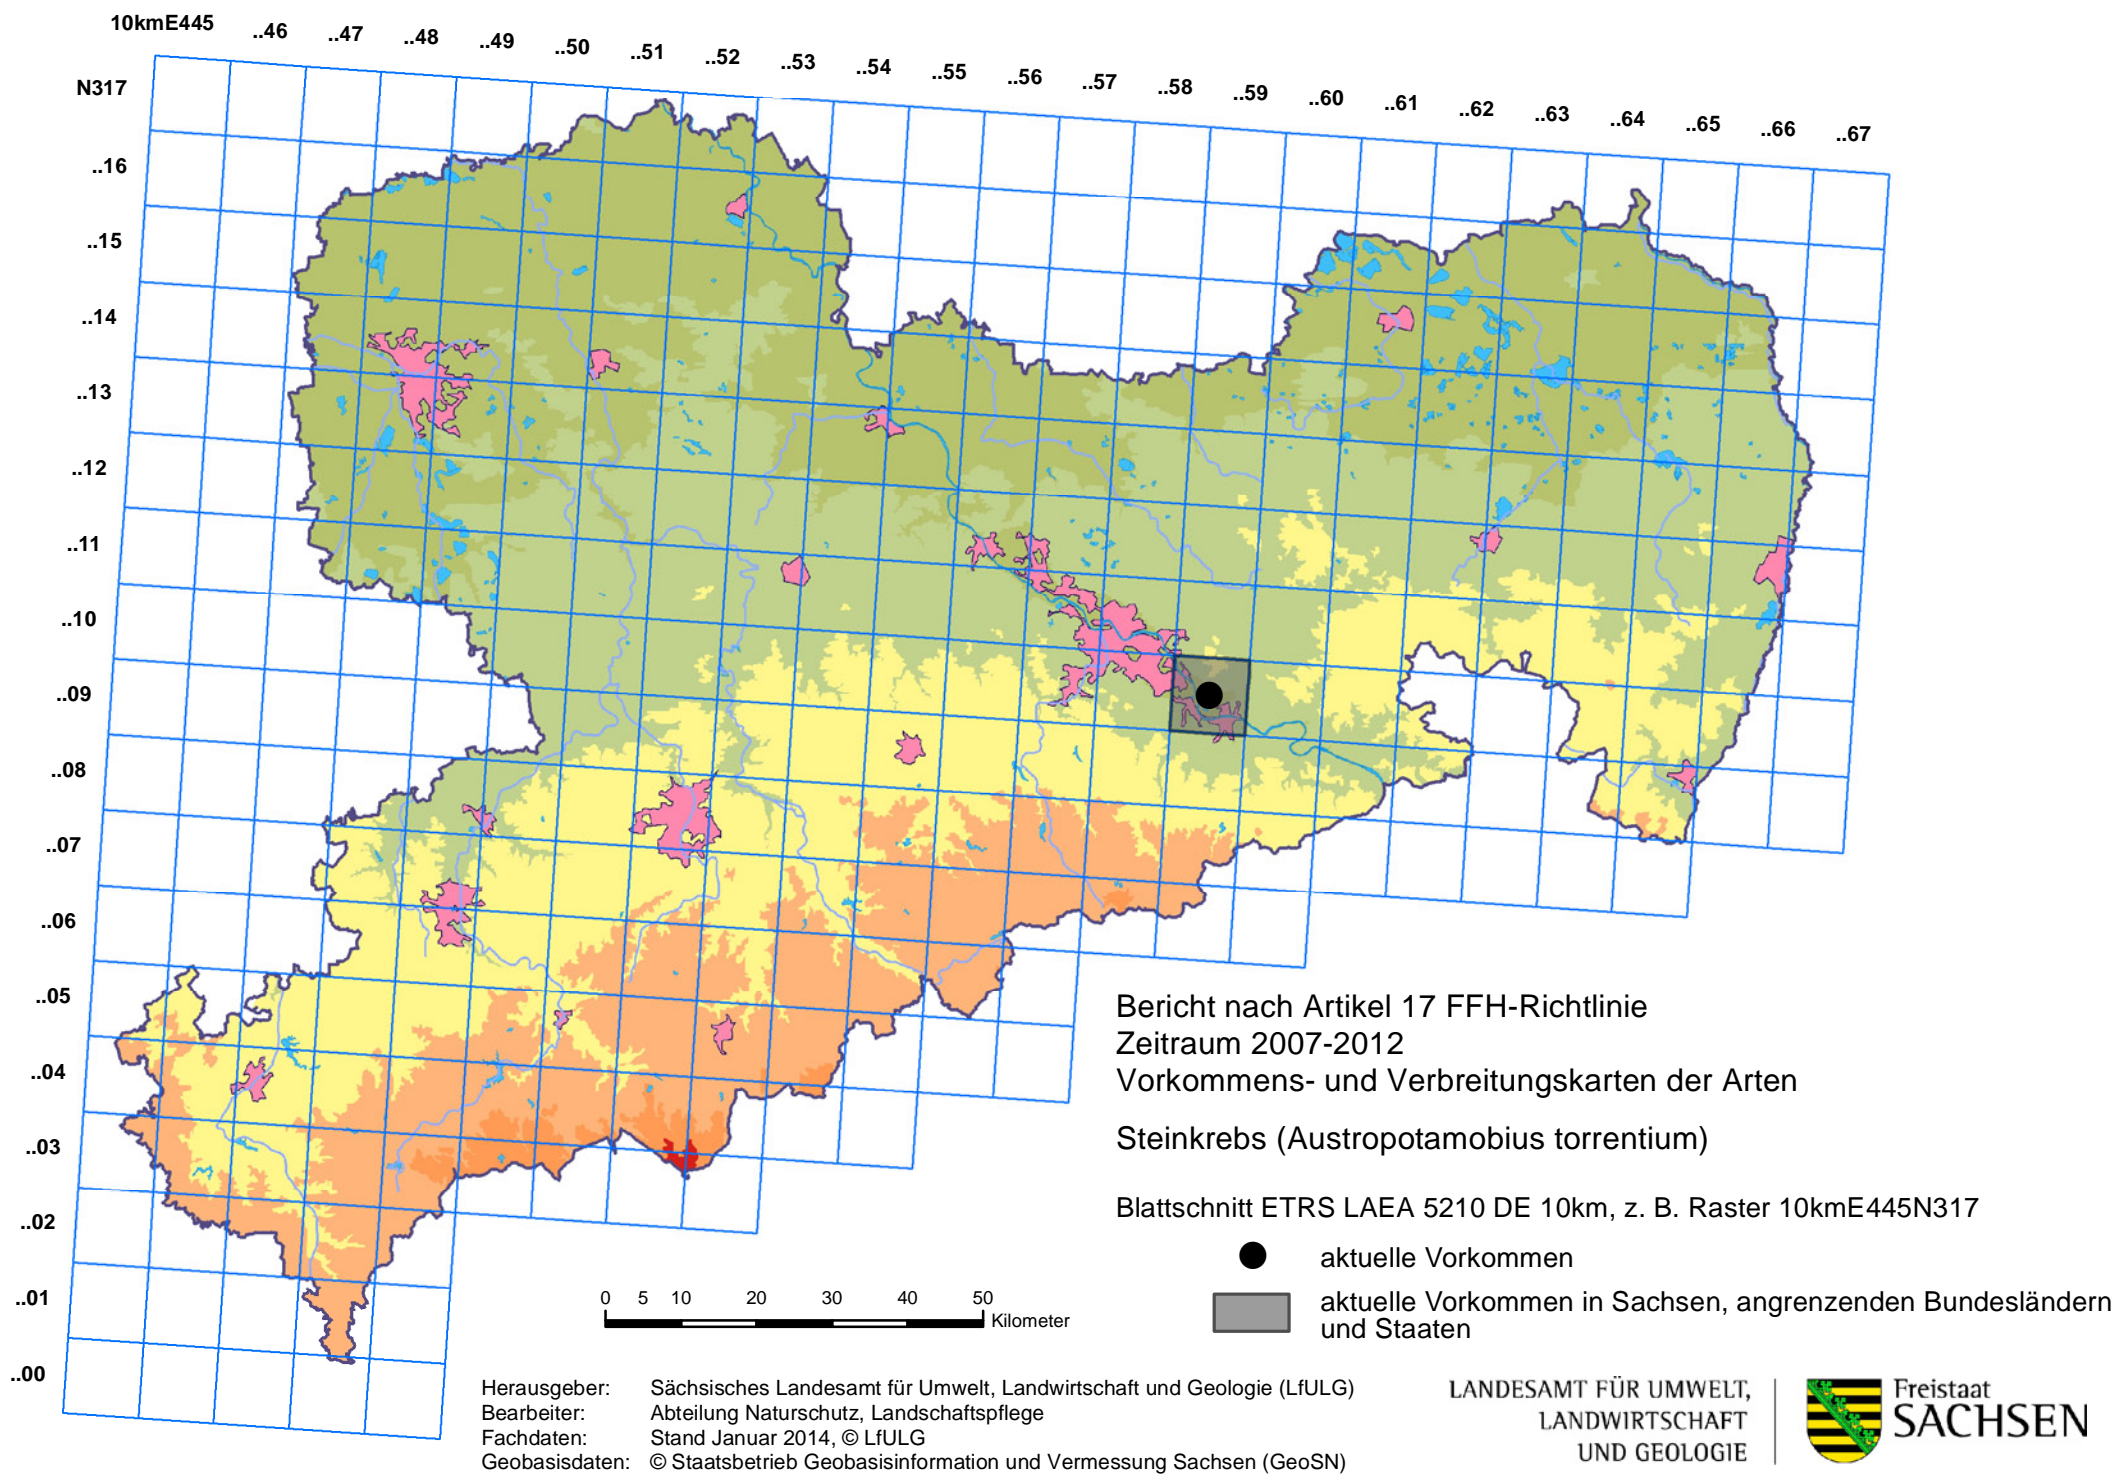 10kmE445 ..46 ..47 ..48 ..49 ..50 ..51 ..52 ..53 ..54 ..55 ..56 ..57 ..58 ..59 ..60 ..61 ..62 ..63 ..64 ..65 ..66 ..67
N317
..16
..15
..14
..13
..12
..11
..10
..09
..08
..07
..06
..05
..04
..03
..02
..01
..00
Bericht nach Artikel 17 FFH-Richtlinie
Zeitraum 2007-2012
Vorkommens- und Verbreitungskarten der Arten
Steinkrebs (Austropotamobius torrentium)
Blattschnitt ETRS LAEA 5210 DE 10km, z. B. Raster 10kmE445N317
aktuelle Vorkommen
aktuelle Vorkommen in Sachsen, angrenzenden Bundesländern
und Staaten
0 5 10 20 30 40 50
Kilometer
Herausgeber: Sächsisches Landesamt für Umwelt, Landwirtschaft und Geologie (LfULG)
Bearbeiter: Abteilung Naturschutz, Landschaftspflege
Fachdaten: Stand Januar 2014, © LfULG
Geobasisdaten: © Staatsbetrieb Geobasisinformation und Vermessung Sachsen (GeoSN)
LANDESAMT FÜR UMWELT,
LANDWIRTSCHAFT
UND GEOLOGIE
Freistaat
SACHSEN